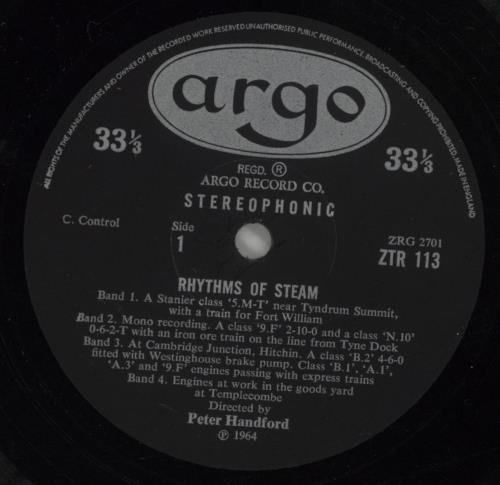 ALL RIGHTS OF THE MANUFACTURERS AND OWNER OF THE RECORDED WORK RESERVED UNAUTHORISED PUBLIC PERFORMANCE, BROADCASTING AND COPYING PROHIBITED. MADE IN ENGLAND
argo
33⅓ 33⅓
REGD. ®
ARGO RECORD CO.
STEREOPHONIC
C. Control
Side
1
ZRG 2701
ZTR 113
RHYTHMS OF STEAM
Band 1. A Stanier class '5.M-T' near Tyndrum Summit,
with a train for Fort William
Band 2. Mono recording. A class '9.F' 2-10-0 and a class 'N.10'
0-6-2-T with an iron ore train on the line from Tyne Dock
Band 3. At Cambridge Junction, Hitchin. A class 'B.2' 4-6-0
fitted with Westinghouse brake pump. Class 'B.1', 'A.1',
'A.3' and '9.F' engines passing with express trains
Band 4. Engines at work in the goods yard
at Templecombe
Directed by
Peter Handford
℗ 1964